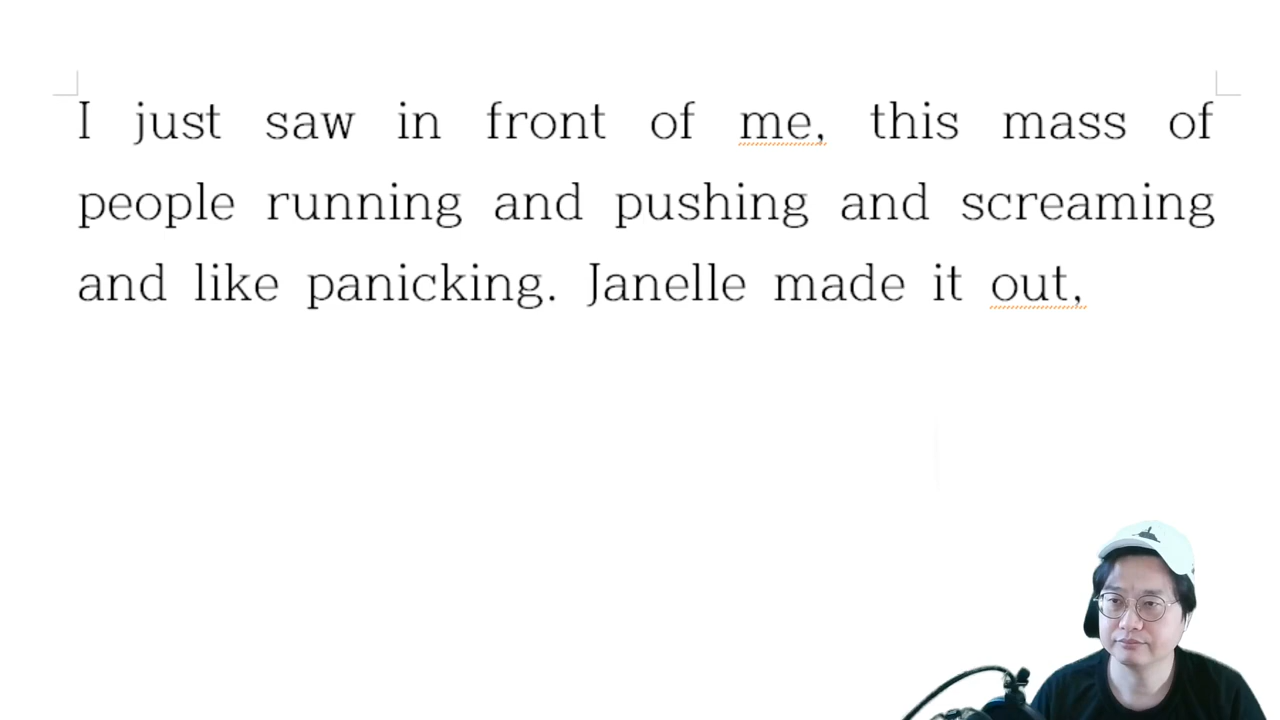 I just saw in front of me, this mass of
people running and pushing and screaming
and like panicking. Janelle made it out,